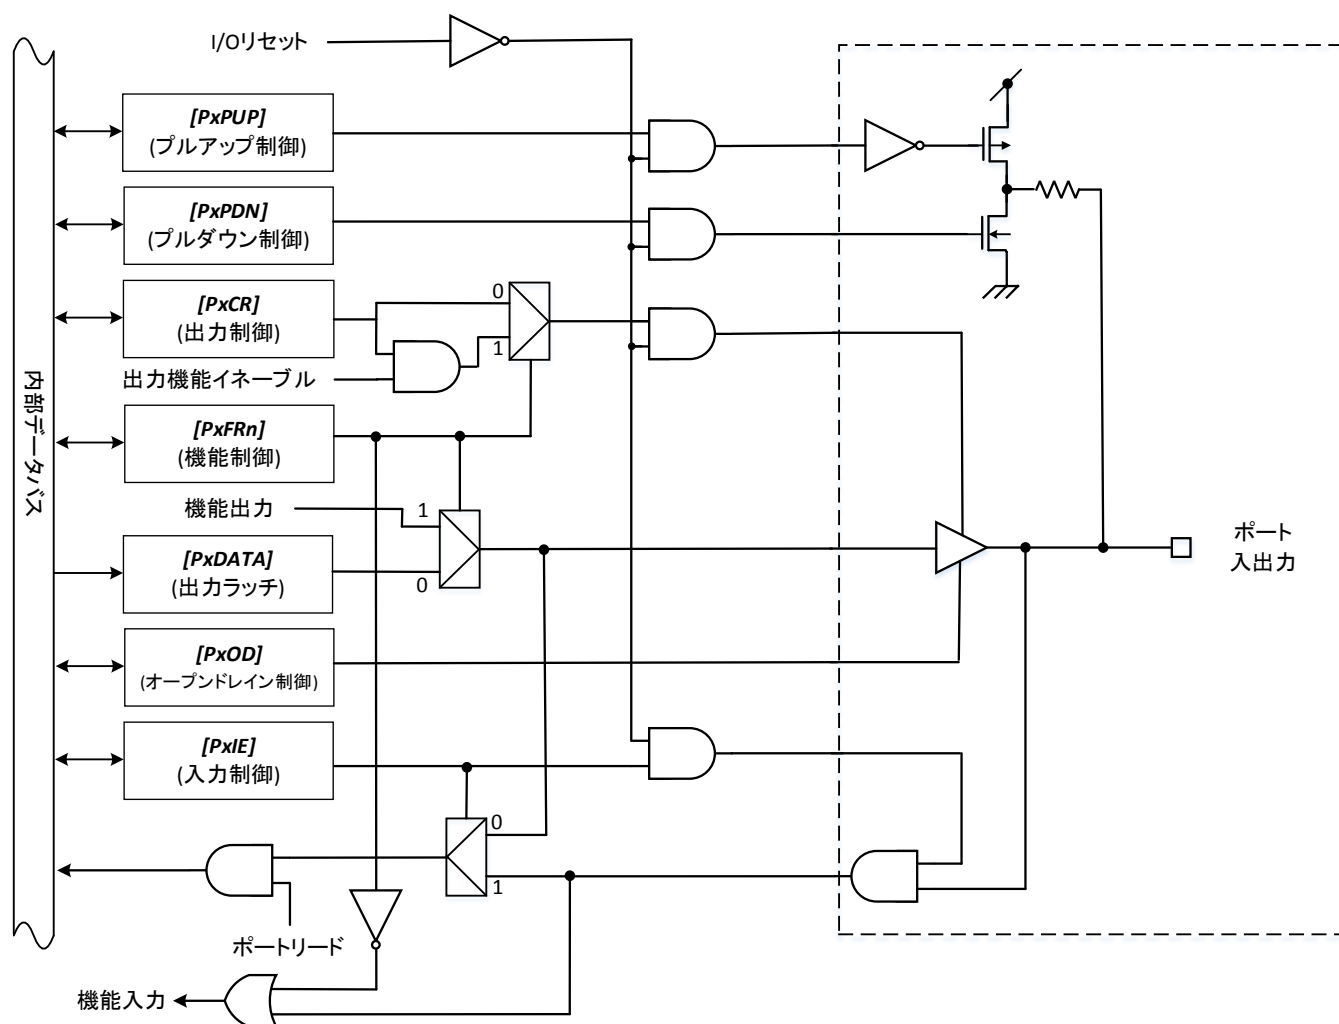 I/Oリセット
[PxPUP]
(プルアップ制御)
[PxPDN]
(プルダウン制御)
[PxCR]
(出力制御)
0
1
出力機能イネーブル
[PxFRn]
(機能制御)
内部データバス
機能出力
1
[PxDATA]
(出力ラッチ)
0
ポート
入出力
[PxOD]
(オープンドレイン制御)
[PxIE]
(入力制御)
0
1
ポートリード
機能入力